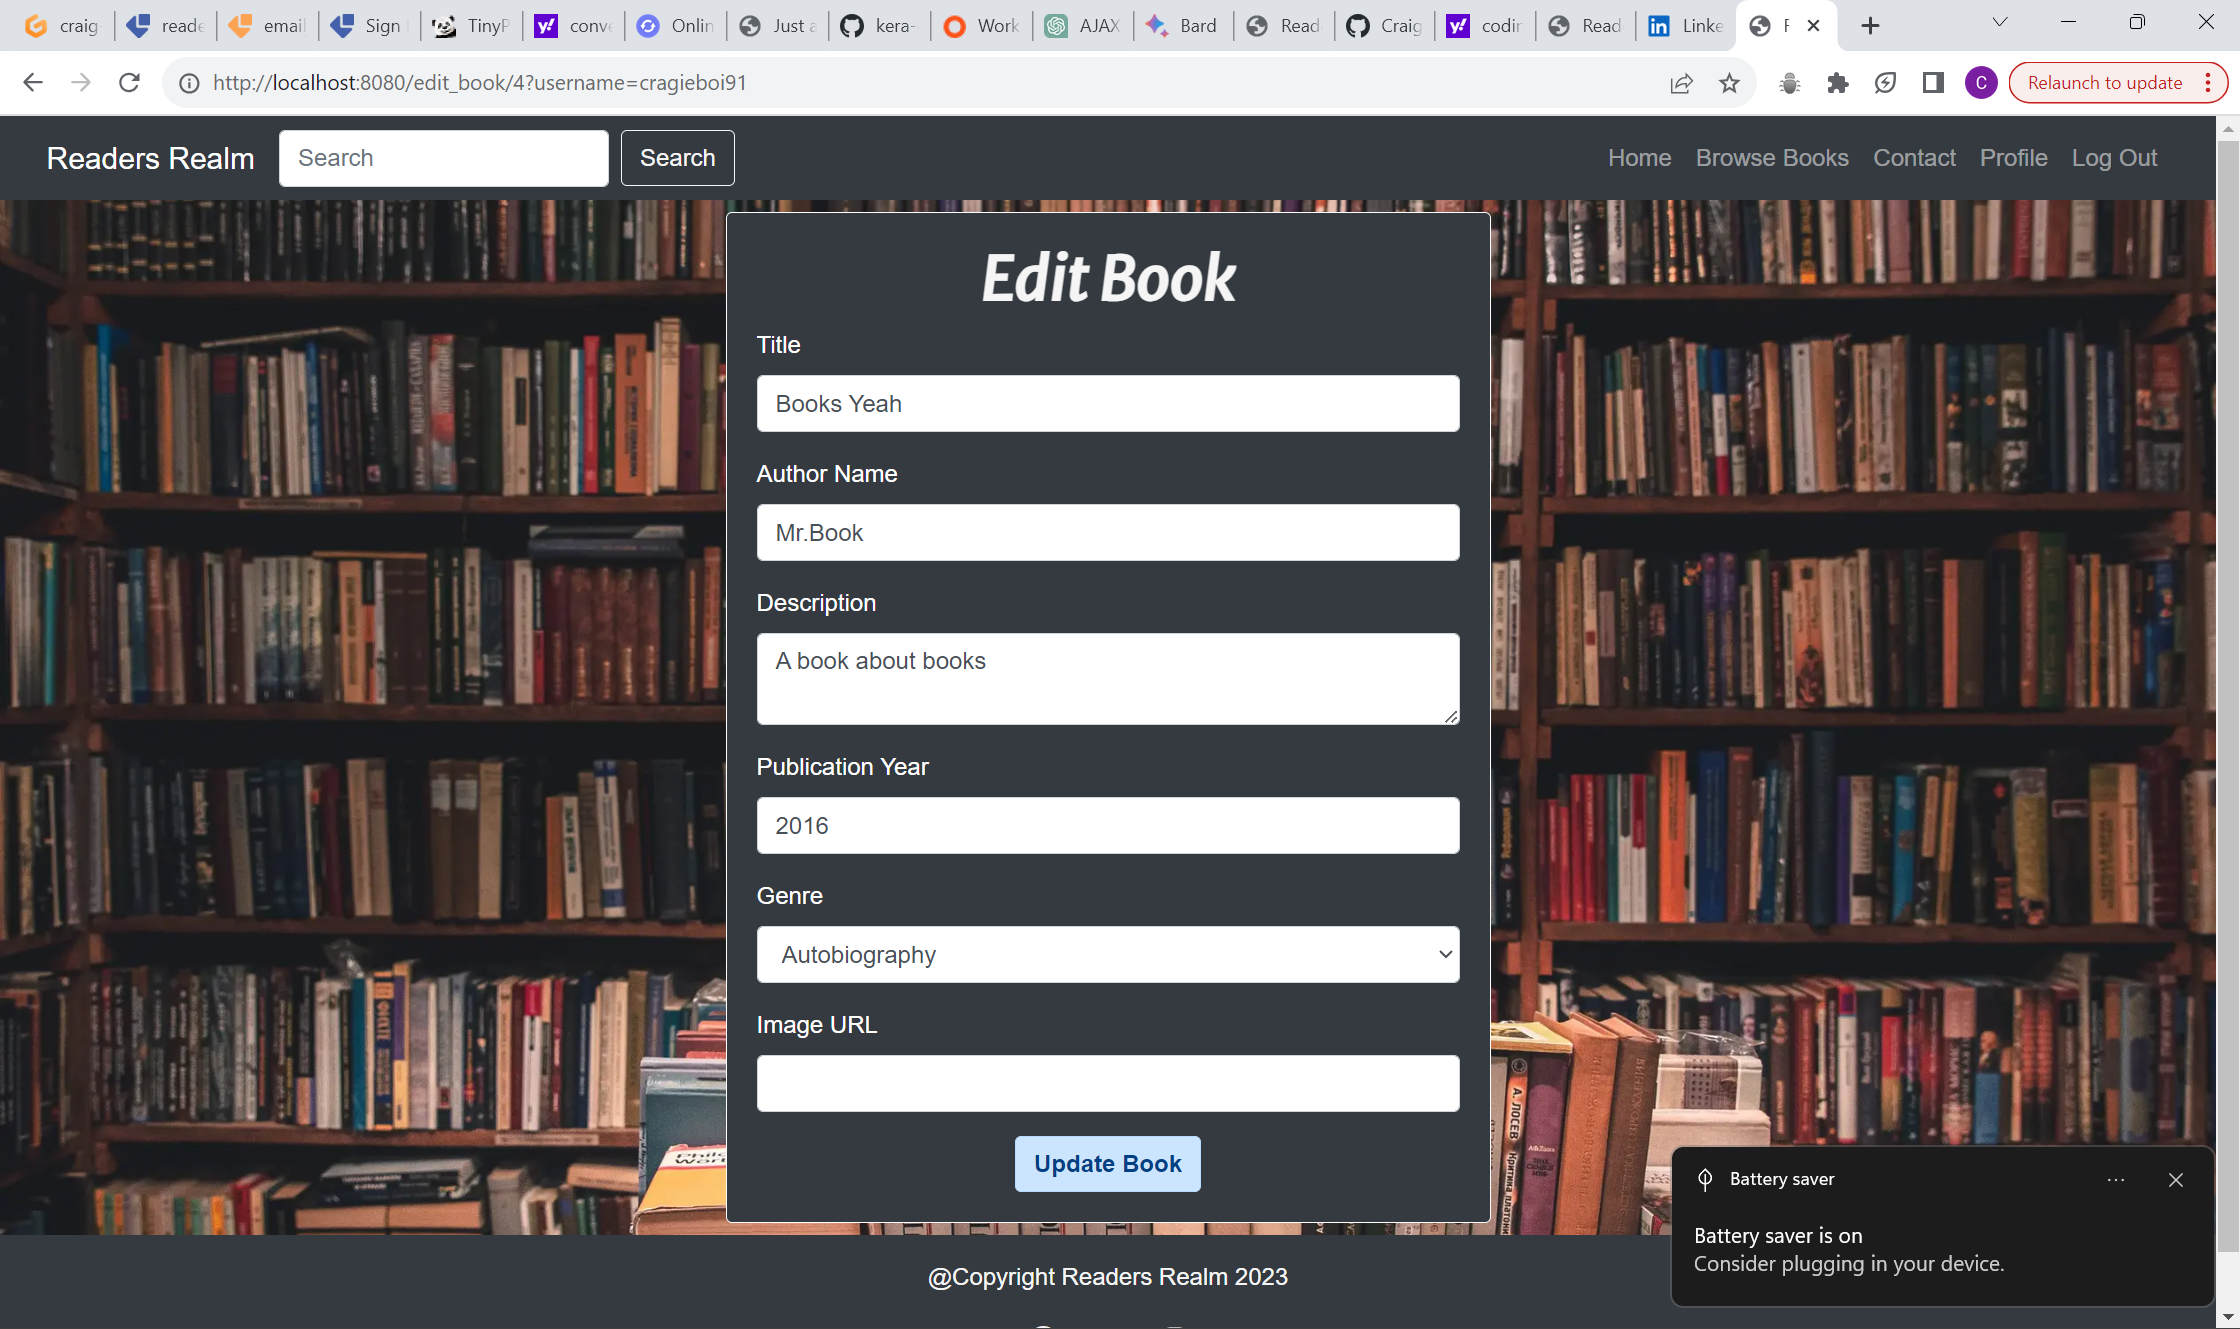 craig
reade
email
Sign
TinyP
conve
Onlin
Just a
kera-
Work
AJAX
Bard
Read
Craig
codin
Read
Linke
http://localhost:8080/edit_book/4?username=cragieboi91
C
Relaunch to update
Readers Realm
Search
Search
Home
Browse Books
Contact
Profile
Log Out
Edit Book
Title
Books Yeah
Author Name
Mr.Book
Description
A book about books
Publication Year
2016
Genre
Autobiography
Image URL
Update Book
Battery saver
Battery saver is on
Consider plugging in your device.
@Copyright Readers Realm 2023